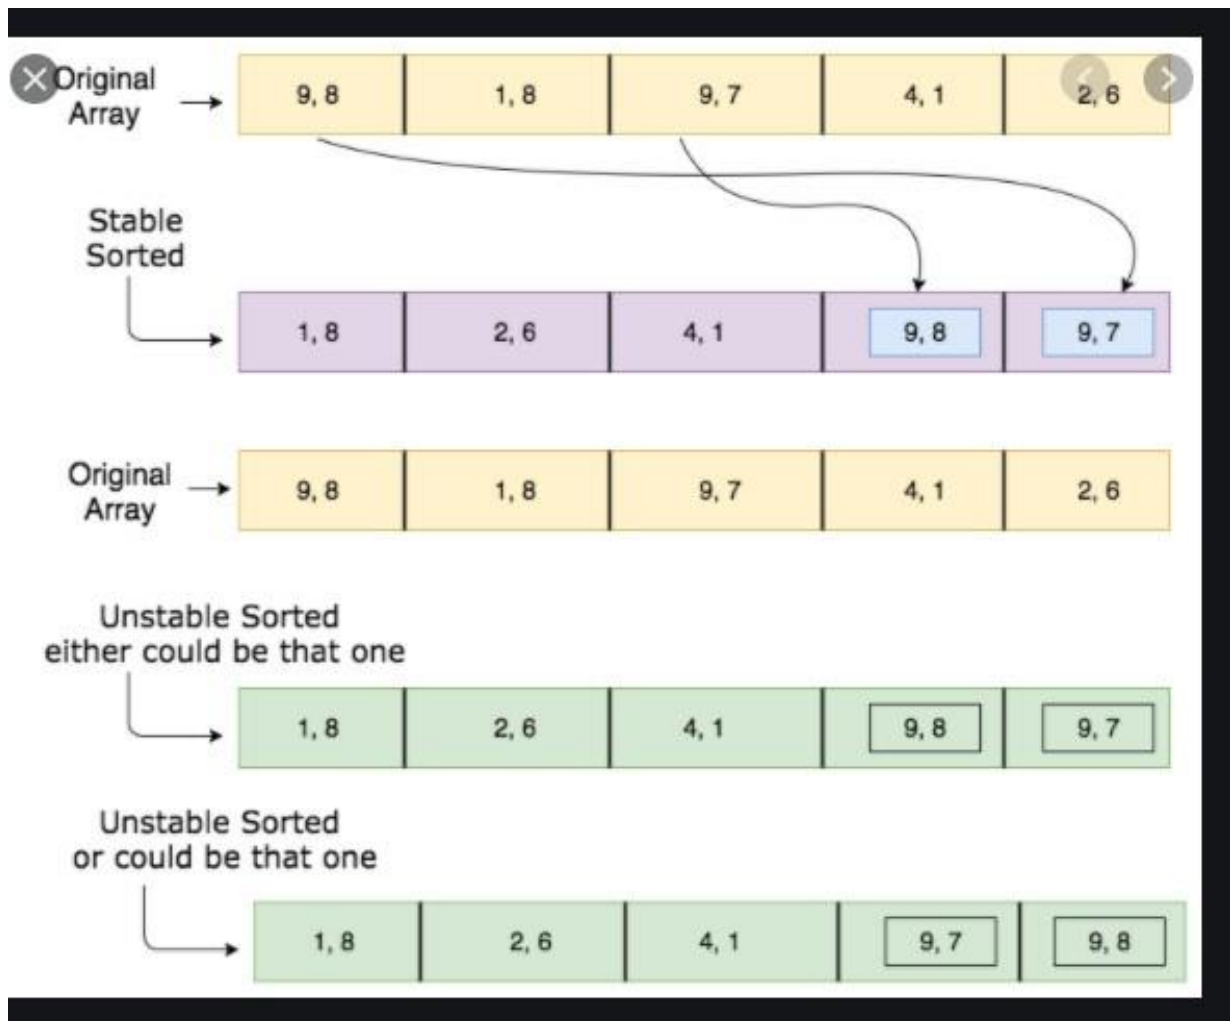 Original
Array
9, 8 1, 8 9, 7 4, 1 2, 6
Stable
Sorted
1, 8 2, 6 4, 1 9, 8 9, 7
Original
Array
9, 8 1, 8 9, 7 4, 1 2, 6
Unstable Sorted
either could be that one
1, 8 2, 6 4, 1 9, 8 9, 7
Unstable Sorted
or could be that one
1, 8 2, 6 4, 1 9, 7 9, 8